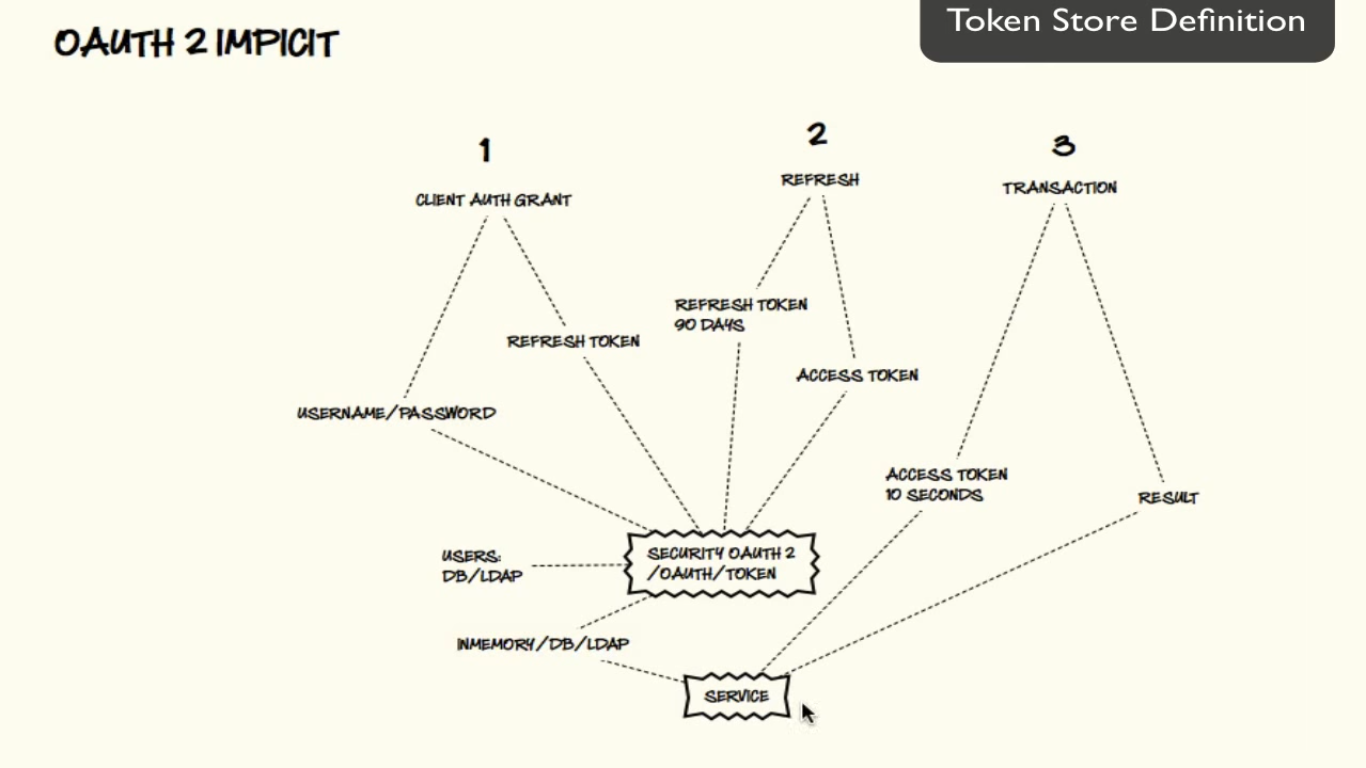 OAUTH 2 IMPICIT
Token Store Definition
1
2
3
CLIENT AUTH GRANT
REFRESH
TRANSACTION
REFRESH TOKEN
REFRESH TOKEN
90 DAYS
ACCESS TOKEN
USERNAME/PASSWORD
ACCESS TOKEN
10 SECONDS
RESULT
SECURITY OAUTH 2
/OAUTH/TOKEN
USERS:
DB/LDAP
INMEMORY/DB/LDAP
SERVICE